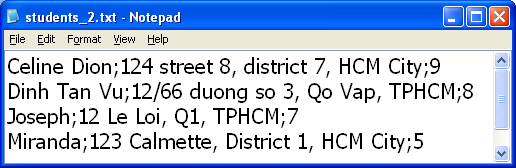 students_2.txt - Notepad
File Edit Format View Help
Celine Dion;124 street 8, district 7, HCM City;9
Dinh Tan Vu;12/66 duong so 3, Qo Vap, TPHCM;8
Joseph;12 Le Loi, Q1, TPHCM;7
Miranda;123 Calmette, District 1, HCM City;5